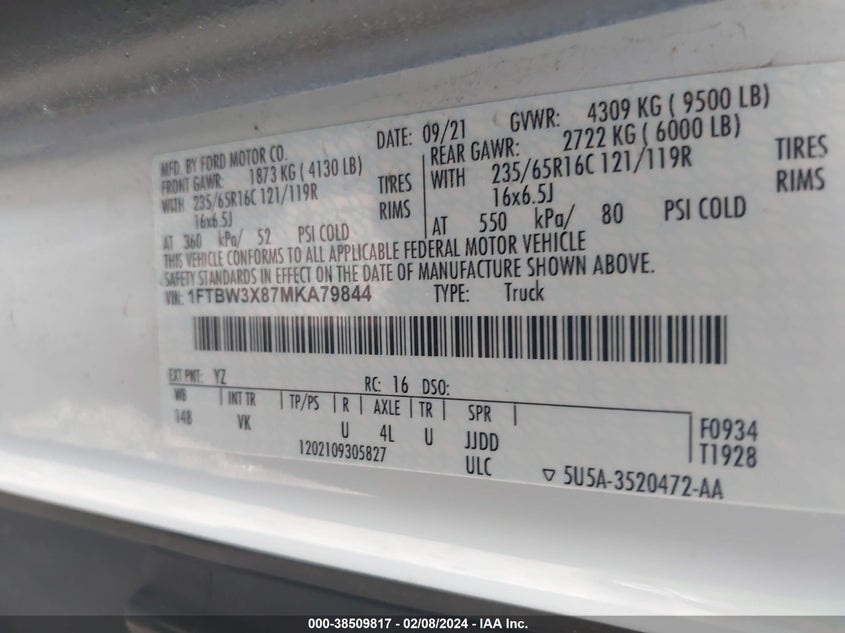 MFD. BY FORD MOTOR CO. DATE: 09/21 GVWR: 4309 KG ( 9500 LB)
FRONT GAWR: 1873 KG ( 4130 LB) REAR GAWR: 2722 KG ( 6000 LB)
WITH 235/65R16C 121/119R TIRES WITH 235/65R16C 121/119R TIRES
16x6.5J RIMS 16x6.5J RIMS
AT 360 kPa/ 52 PSI COLD AT 550 kPa/ 80 PSI COLD
THIS VEHICLE CONFORMS TO ALL APPLICABLE FEDERAL MOTOR VEHICLE
SAFETY STANDARDS IN EFFECT ON THE DATE OF MANUFACTURE SHOWN ABOVE.
VIN: 1FTBW3X87MKA79844 TYPE: Truck
EXT PNT: YZ RC: 16 DSO:
WB INT TR TP/PS R AXLE TR SPR
148 VK U 4L U JJDD F0934
1202109305827 ULC T1928
5U5A-3520472-AA
000-38509817 - 02/08/2024 - IAA Inc.